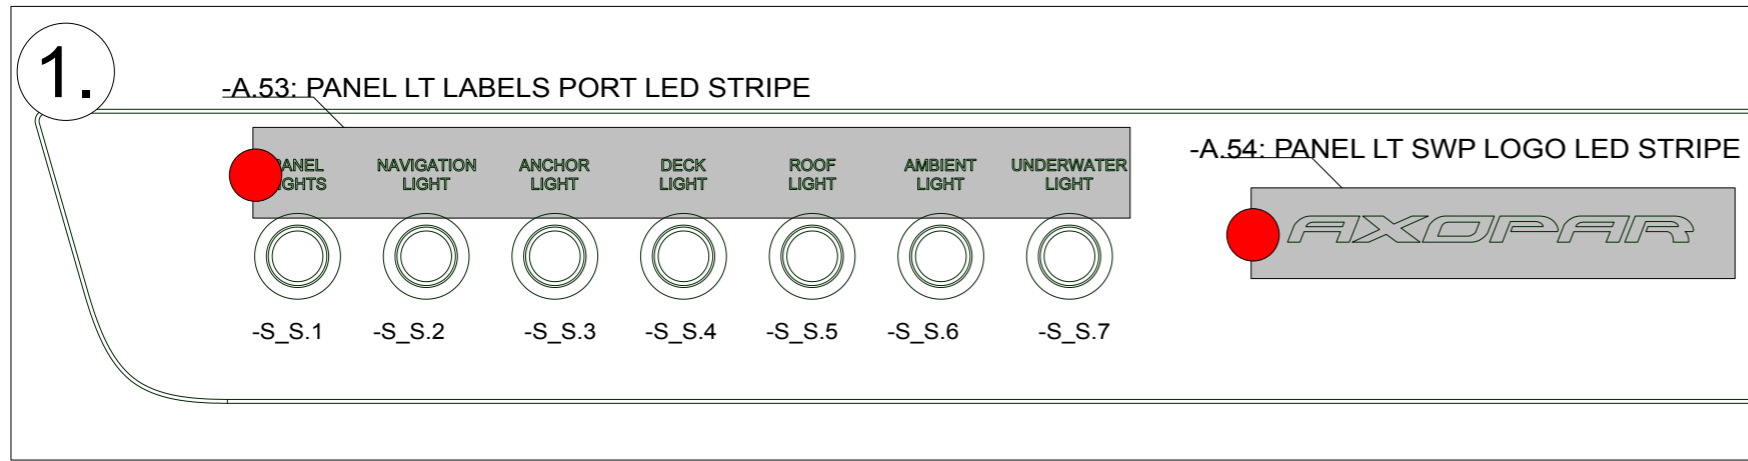 1.
-A.53: PANEL LT LABELS PORT LED STRIPE
-A.54: PANEL LT SWP LOGO LED STRIPE
NAVIGATION
LIGHT
ANCHOR
LIGHT
DECK
LIGHT
ROOF
LIGHT
AMBIENT
LIGHT
UNDERWATER
LIGHT
AXOPAR
-S_S.1
-S_S.2
-S_S.3
-S_S.4
-S_S.5
-S_S.6
-S_S.7